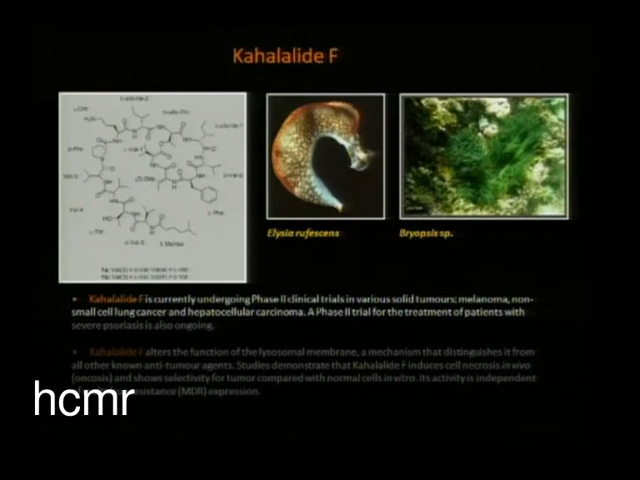 Kahalalide F
Elysia rufescens
Bryopsis sp.
Kahalalide F is currently undergoing Phase II clinical trials in various solid tumours: melanoma, non-
small cell lung cancer and hepatocellular carcinoma. A Phase II trial for the treatment of patients with
severe psoriasis is also ongoing.
Kahalalide F alters the function of the lysosomal membrane, a mechanism that distinguishes it from
all other known anti-tumour agents. Studies demonstrate that Kahalalide F induces cell necrosis in vivo
(oncosis) and shows selectivity for tumor compared with normal cells in vitro. Its activity is independent
(MDR) expression.
hcmr